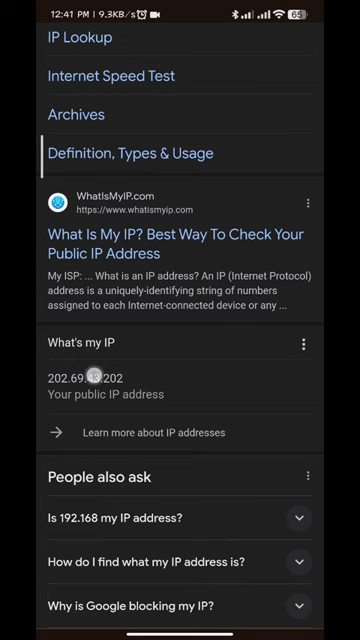 12:41 PM | 9.3KB/s
65
IP Lookup
Internet Speed Test
Archives
Definition, Types & Usage
WhatIsMyIP.com
https://www.whatismyip.com
What Is My IP? Best Way To Check Your
Public IP Address
My ISP: ... What is an IP address? An IP (Internet Protocol)
address is a uniquely-identifying string of numbers
assigned to each Internet-connected device or any ...
What's my IP
202.69.43.202
Your public IP address
Learn more about IP addresses
People also ask
Is 192.168 my IP address?
How do I find what my IP address is?
Why is Google blocking my IP?